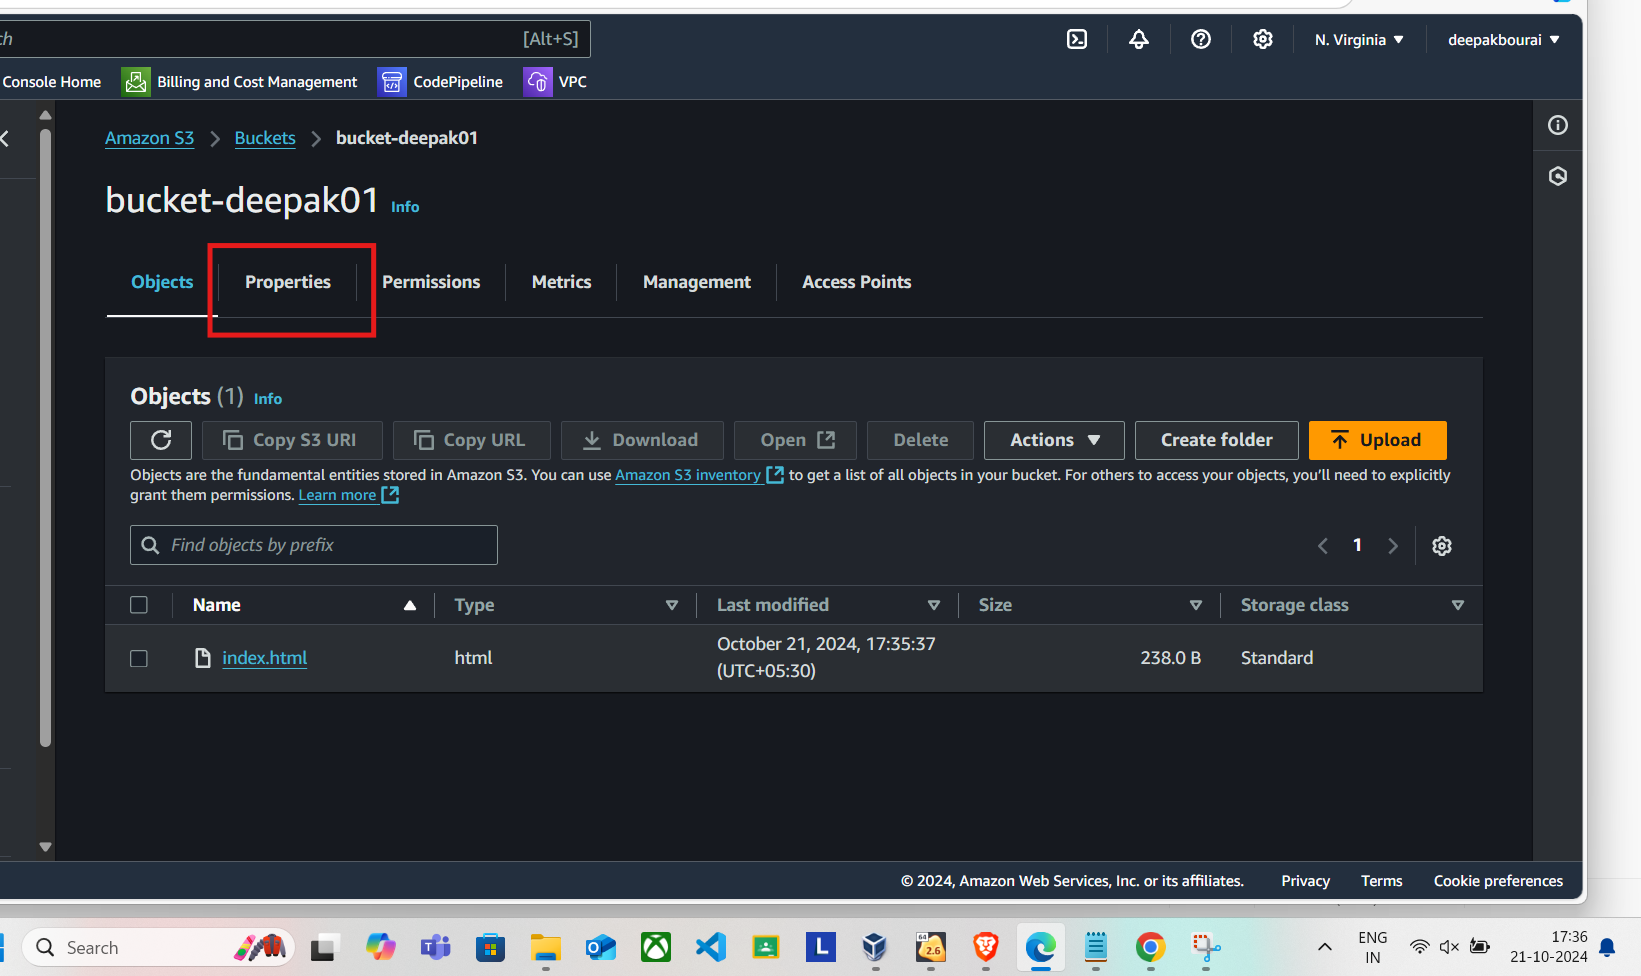 ch [Alt+S] N. Virginia ▼ deepakbourai ▼
Console Home Billing and Cost Management CodePipeline VPC
Amazon S3 > Buckets > bucket-deepak01
bucket-deepak01 Info
Objects Properties Permissions Metrics Management Access Points
Objects (1) Info
Copy S3 URI Copy URL Download Open Delete Actions ▼ Create folder Upload
Objects are the fundamental entities stored in Amazon S3. You can use Amazon S3 inventory to get a list of all objects in your bucket. For others to access your objects, you’ll need to explicitly
grant them permissions. Learn more
Find objects by prefix 1
Name Type Last modified Size Storage class
index.html html October 21, 2024, 17:35:37 (UTC+05:30) 238.0 B Standard
© 2024, Amazon Web Services, Inc. or its affiliates. Privacy Terms Cookie preferences
Search L 64 2.6 ENG 17:36
IN 21-10-2024